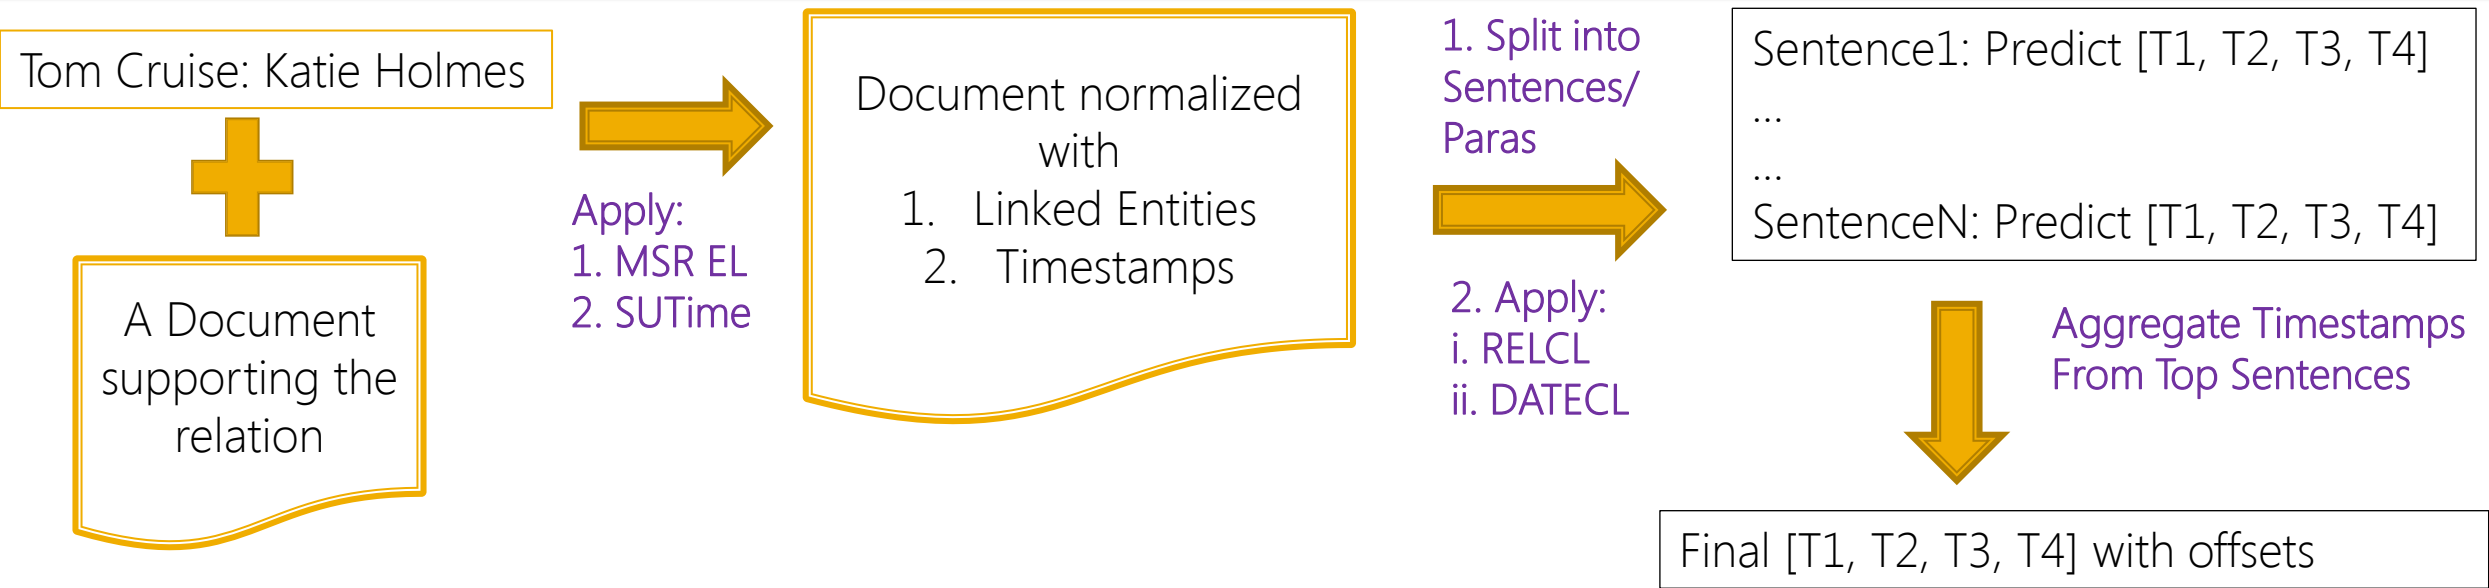 Tom Cruise: Katie Holmes
A Document
supporting the
relation
Apply:
1. MSR EL
2. SUTime
Document normalized
with
1. Linked Entities
2. Timestamps
1. Split into
Sentences/
Paras
2. Apply:
i. RELCL
ii. DATECL
Sentence1: Predict [T1, T2, T3, T4]
...
...
SentenceN: Predict [T1, T2, T3, T4]
Aggregate Timestamps
From Top Sentences
Final [T1, T2, T3, T4] with offsets